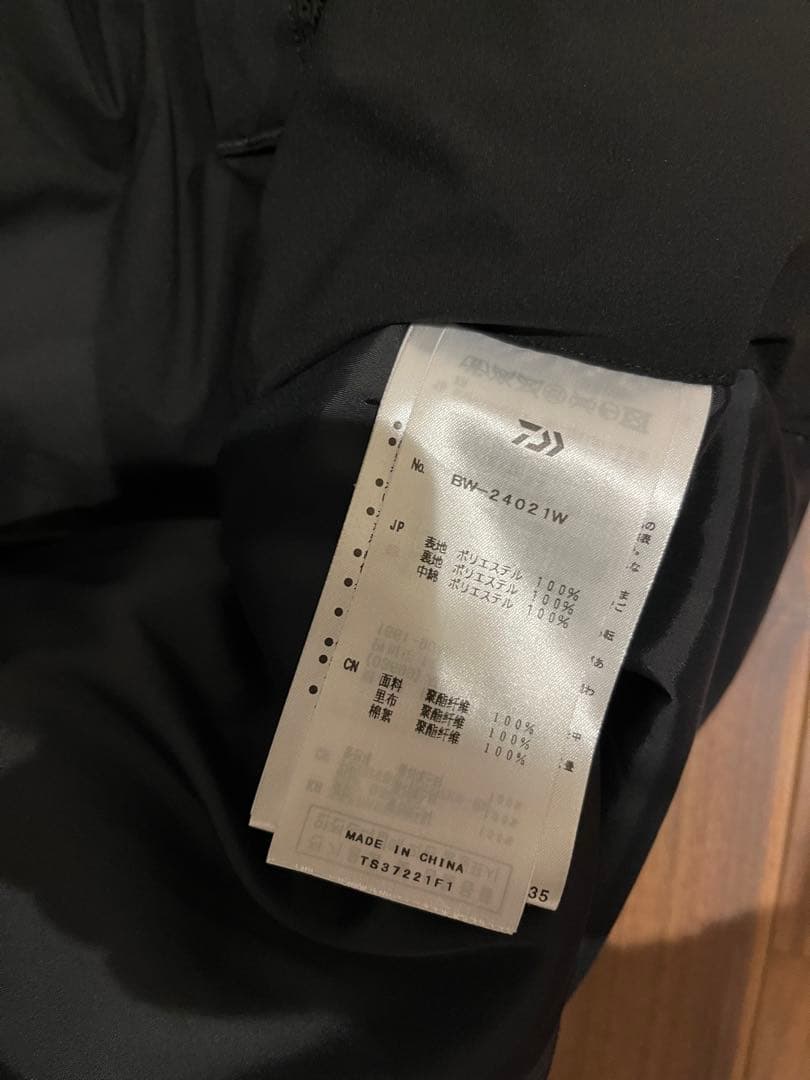 No. BW-24021W
JP
表地 ポリエステル 100%
裏地 ポリエステル 100%
中綿 ポリエステル 100%
CN
面料 聚酯纤维 100%
里布 聚酯纤维 100%
棉絮 聚酯纤维 100%
MADE IN CHINA
TS37221F1
35